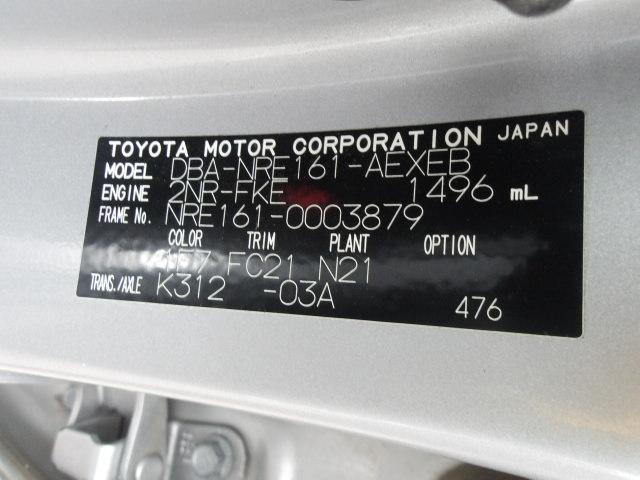 TOYOTA MOTOR CORPORATION JAPAN
MODEL DBA-NRE161-AEXEB
ENGINE 2NR-FKE 1496 mL
FRAME No. NRE161-0003879
COLOR TRIM PLANT OPTION
1E7 FC21 N21
TRANS./AXLE K312 -03A
476